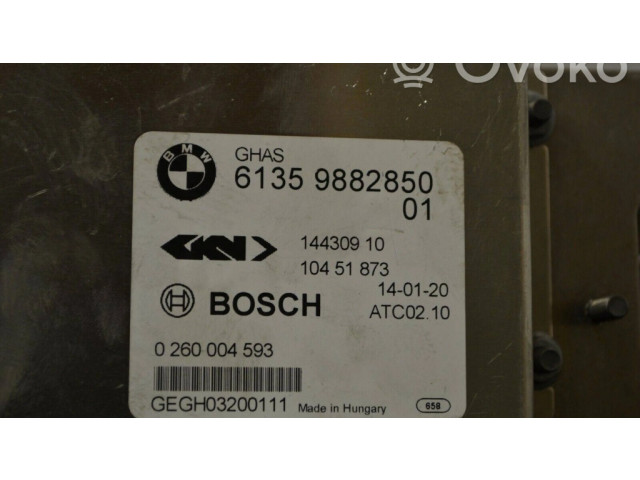 Ovoko
BMW
GHAS
6135 9882850
01
GKN
144309 10
104 51 873
14-01-20
BOSCH
ATC02.10
0 260 004 593
GEGH03200111 Made in Hungary 658